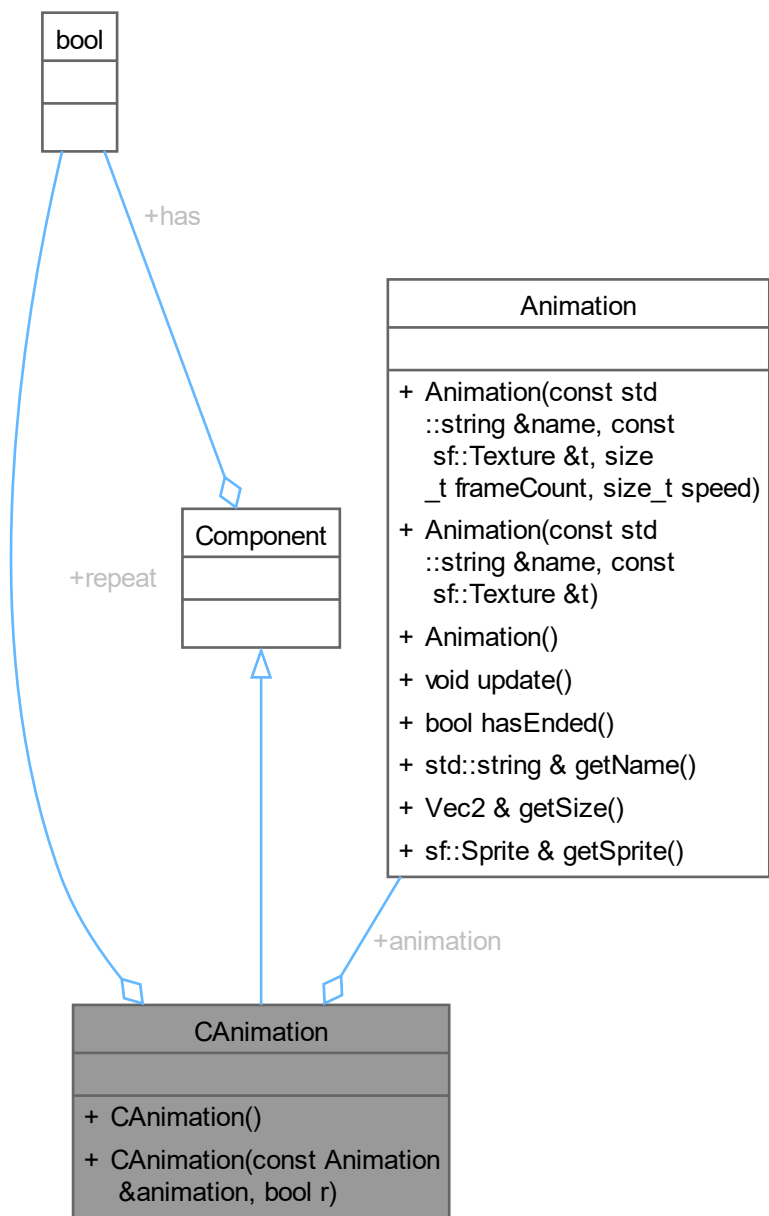 bool
+has
Animation
+ Animation(const std
::string &name, const
sf::Texture &t, size
_t frameCount, size_t speed)
+ Animation(const std
::string &name, const
sf::Texture &t)
+ Animation()
+ void update()
+ bool hasEnded()
+ std::string & getName()
+ Vec2 & getSize()
+ sf::Sprite & getSprite()
Component
+repeat
+animation
CAnimation
+ CAnimation()
+ CAnimation(const Animation
&animation, bool r)